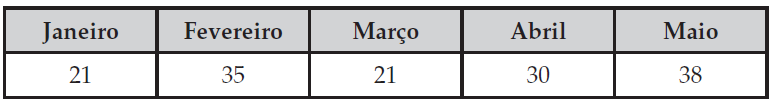 Janeiro Fevereiro Março Abril Maio
21 35 21 30 38